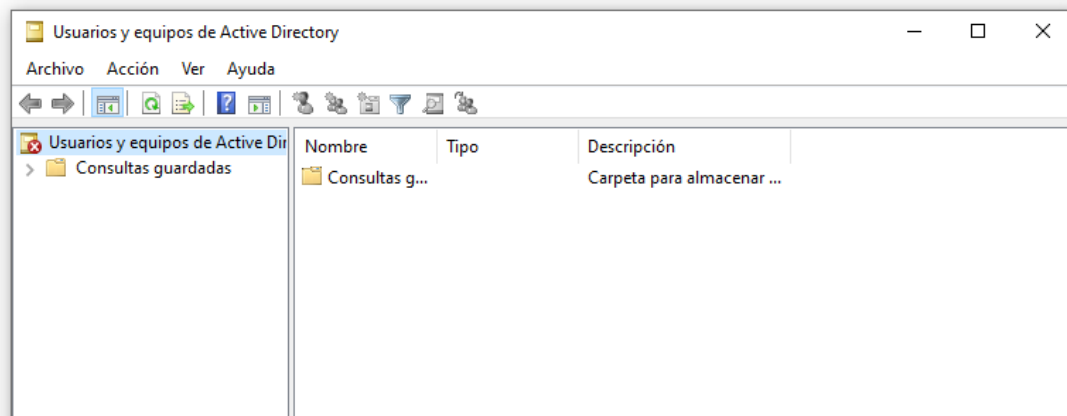 Usuarios y equipos de Active Directory
Archivo Acción Ver Ayuda
Usuarios y equipos de Active Dir
Consultas guardadas
Nombre Tipo Descripción
Consultas g... Carpeta para almacenar ...